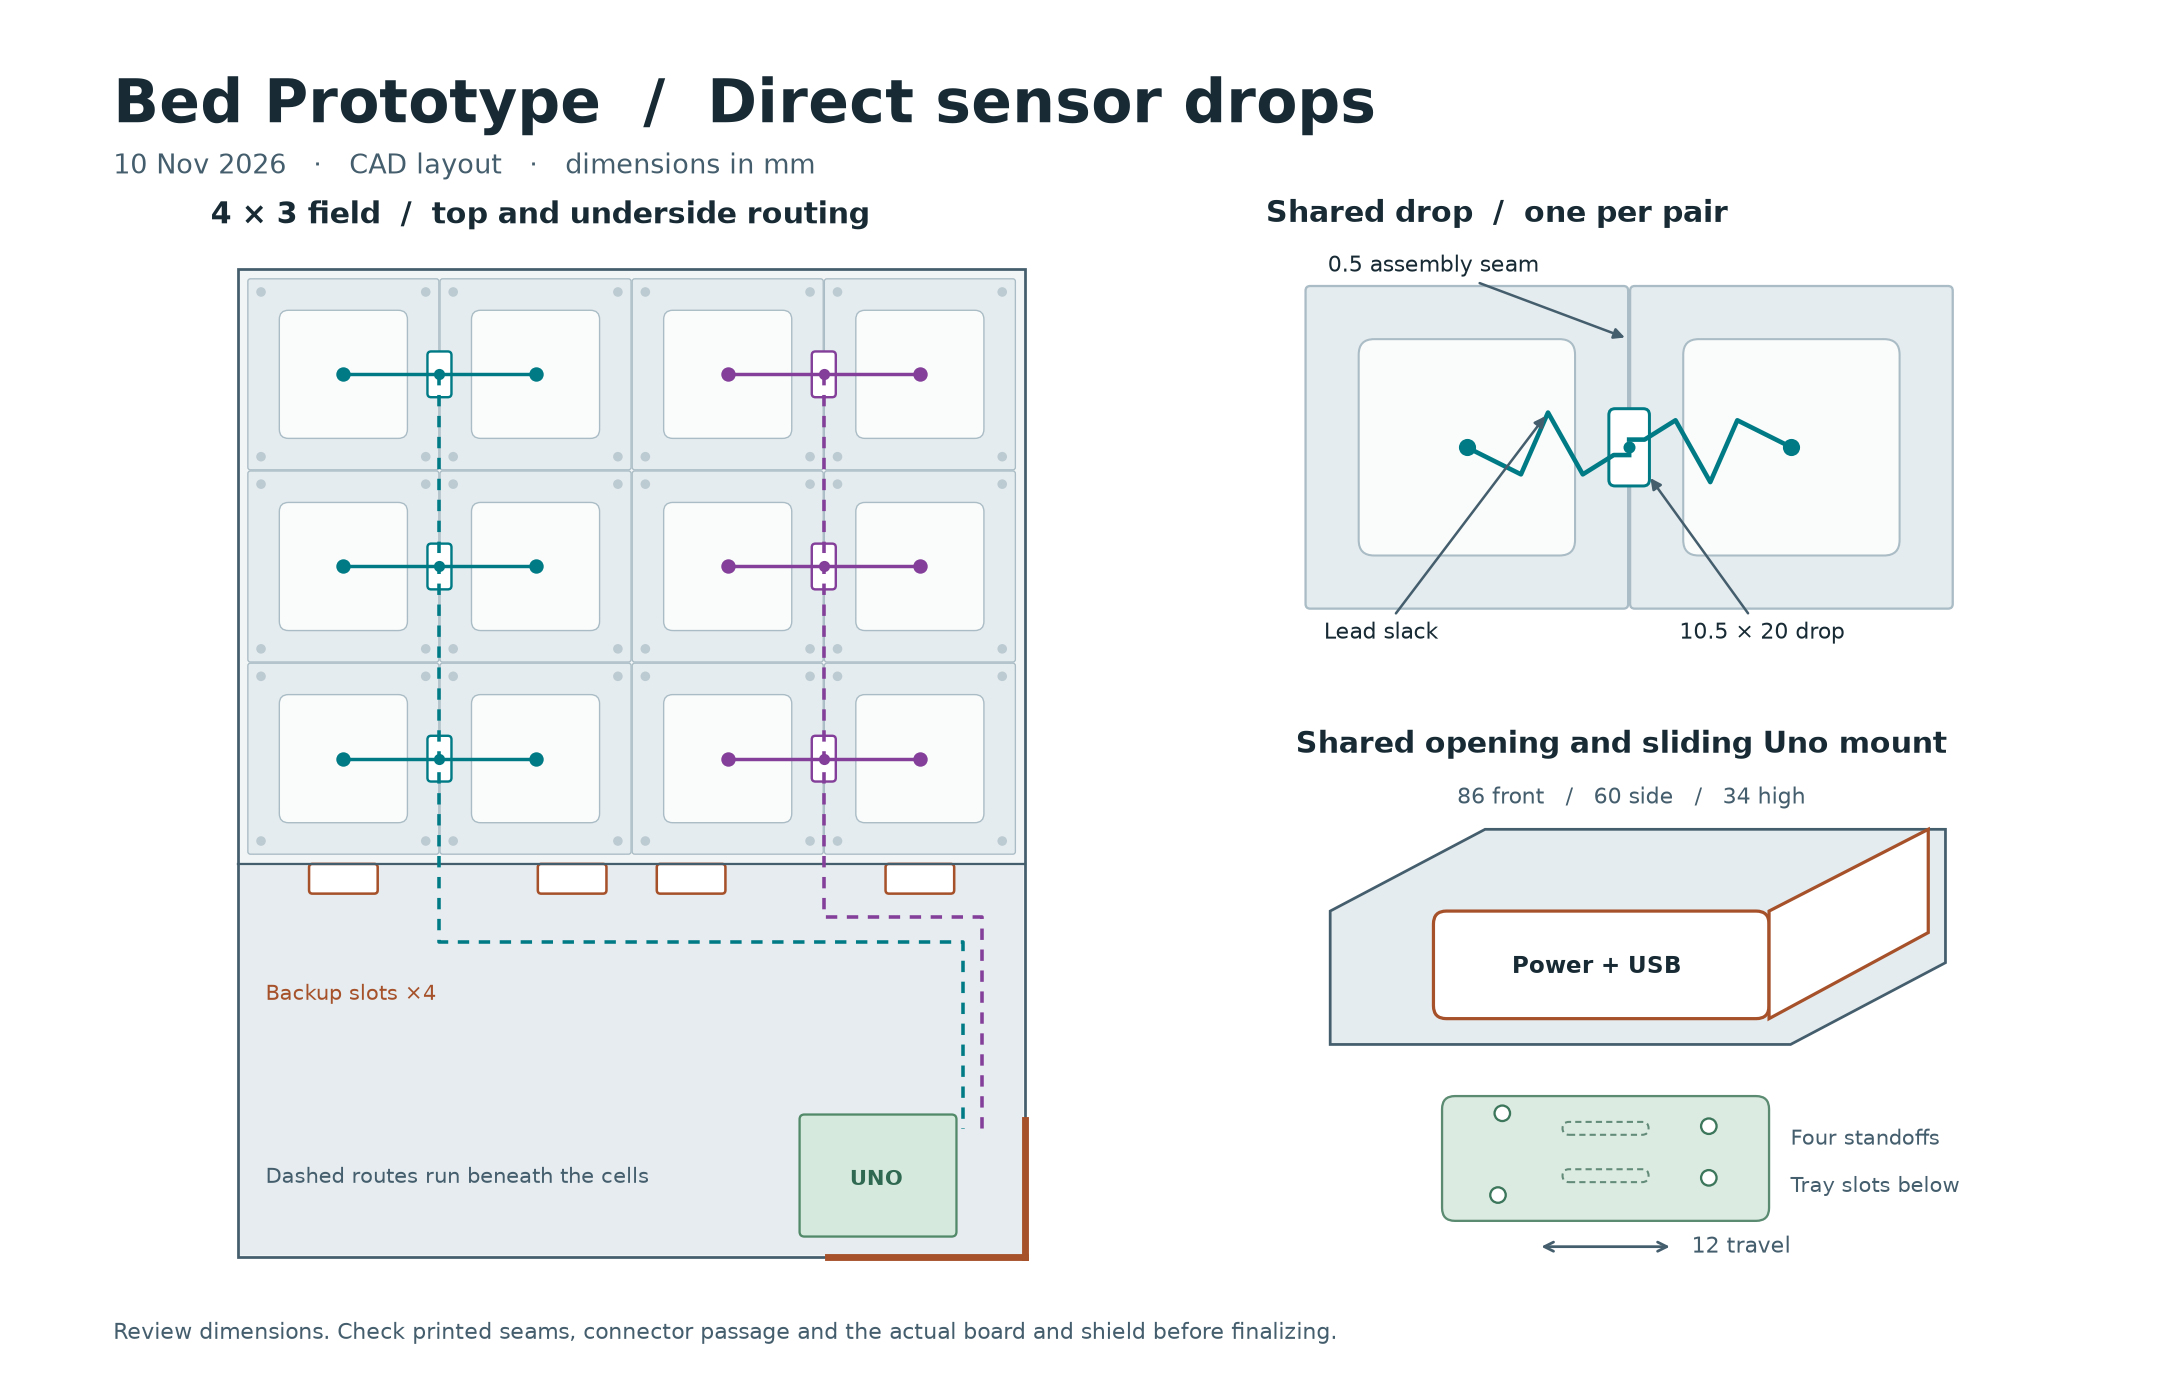 Bed Prototype / Direct sensor drops
10 Nov 2026 · CAD layout · dimensions in mm
4 × 3 field / top and underside routing
Backup slots ×4
Dashed routes run beneath the cells
UNO
Shared drop / one per pair
0.5 assembly seam
Lead slack
10.5 × 20 drop
Shared opening and sliding Uno mount
86 front / 60 side / 34 high
Power + USB
Four standoffs
Tray slots below
12 travel
Review dimensions. Check printed seams, connector passage and the actual board and shield before finalizing.